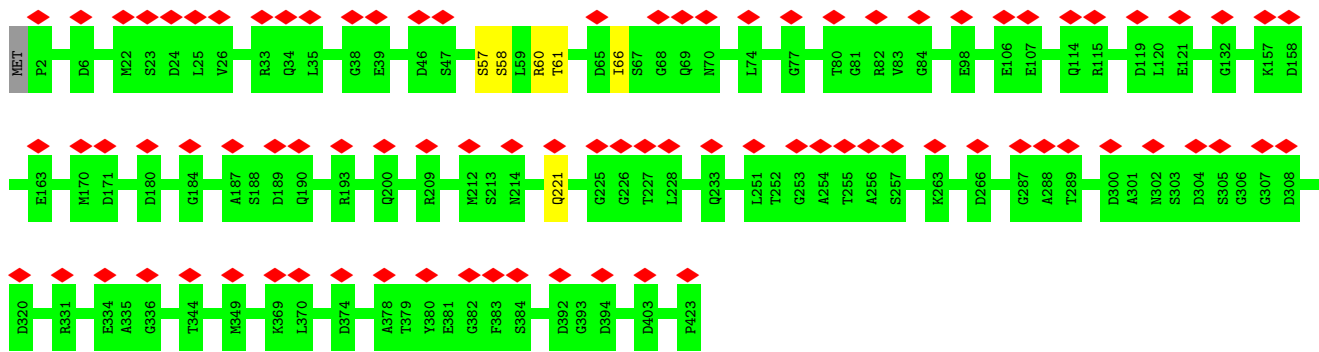 MET P2 D6 M22 S23 D24 L25 V26 R33 Q34 L35 G38 E39 D46 S47 S57 S58 L59 R60 T61 D65 I66 S67 G68 Q69 N70 L74 G77 T80 G81 R82 V83 G84 E98 E106 E107 Q114 R115 D119 L120 E121 G132 K157 D158
E163 M170 D171 D180 G184 A187 S188 D189 Q190 R193 Q200 R209 M212 S213 N214 Q221 G225 G226 T227 L228 Q233 L251 T252 G253 A254 T255 A256 S257 K263 D266 G287 A288 T289 D300 A301 N302 S303 D304 S305 G306 G307 D308
D320 R331 E334 A335 G336 T344 M349 K369 L370 D374 A378 T379 Y380 E381 G382 F383 S384 D392 G393 D394 D403 P423